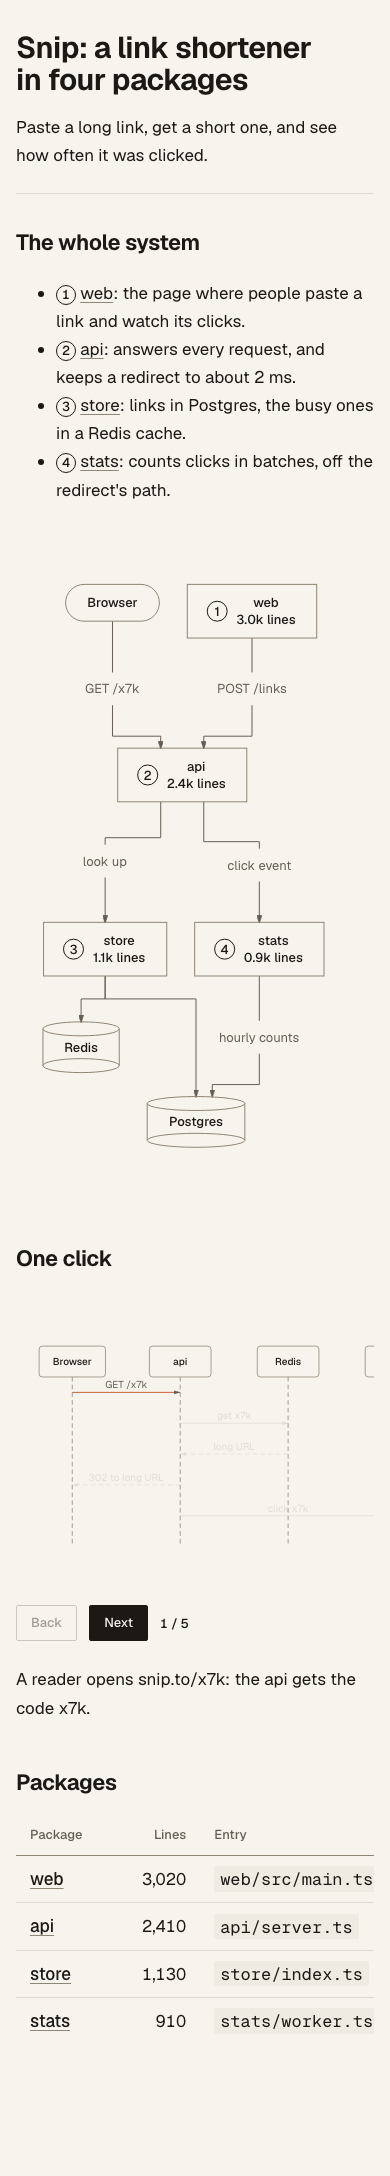 Snip: a link shortener
in four packages
Paste a long link, get a short one, and see
how often it was clicked.
The whole system
1 web: the page where people paste a
link and watch its clicks.
2 api: answers every request, and
keeps a redirect to about 2 ms.
3 store: links in Postgres, the busy ones
in a Redis cache.
4 stats: counts clicks in batches, off the
redirect's path.
Browser
1 web
3.0k lines
GET /x7k
POST /links
2 api
2.4k lines
look up
click event
3 store
1.1k lines
4 stats
0.9k lines
Redis
hourly counts
Postgres
One click
Browser
api
Redis
GET /x7k
get x7k
long URL
302 to long URL
click x7k
Back
Next
1 / 5
A reader opens snip.to/x7k: the api gets the
code x7k.
Packages
Package Lines Entry
web 3,020 web/src/main.ts
api 2,410 api/server.ts
store 1,130 store/index.ts
stats 910 stats/worker.ts